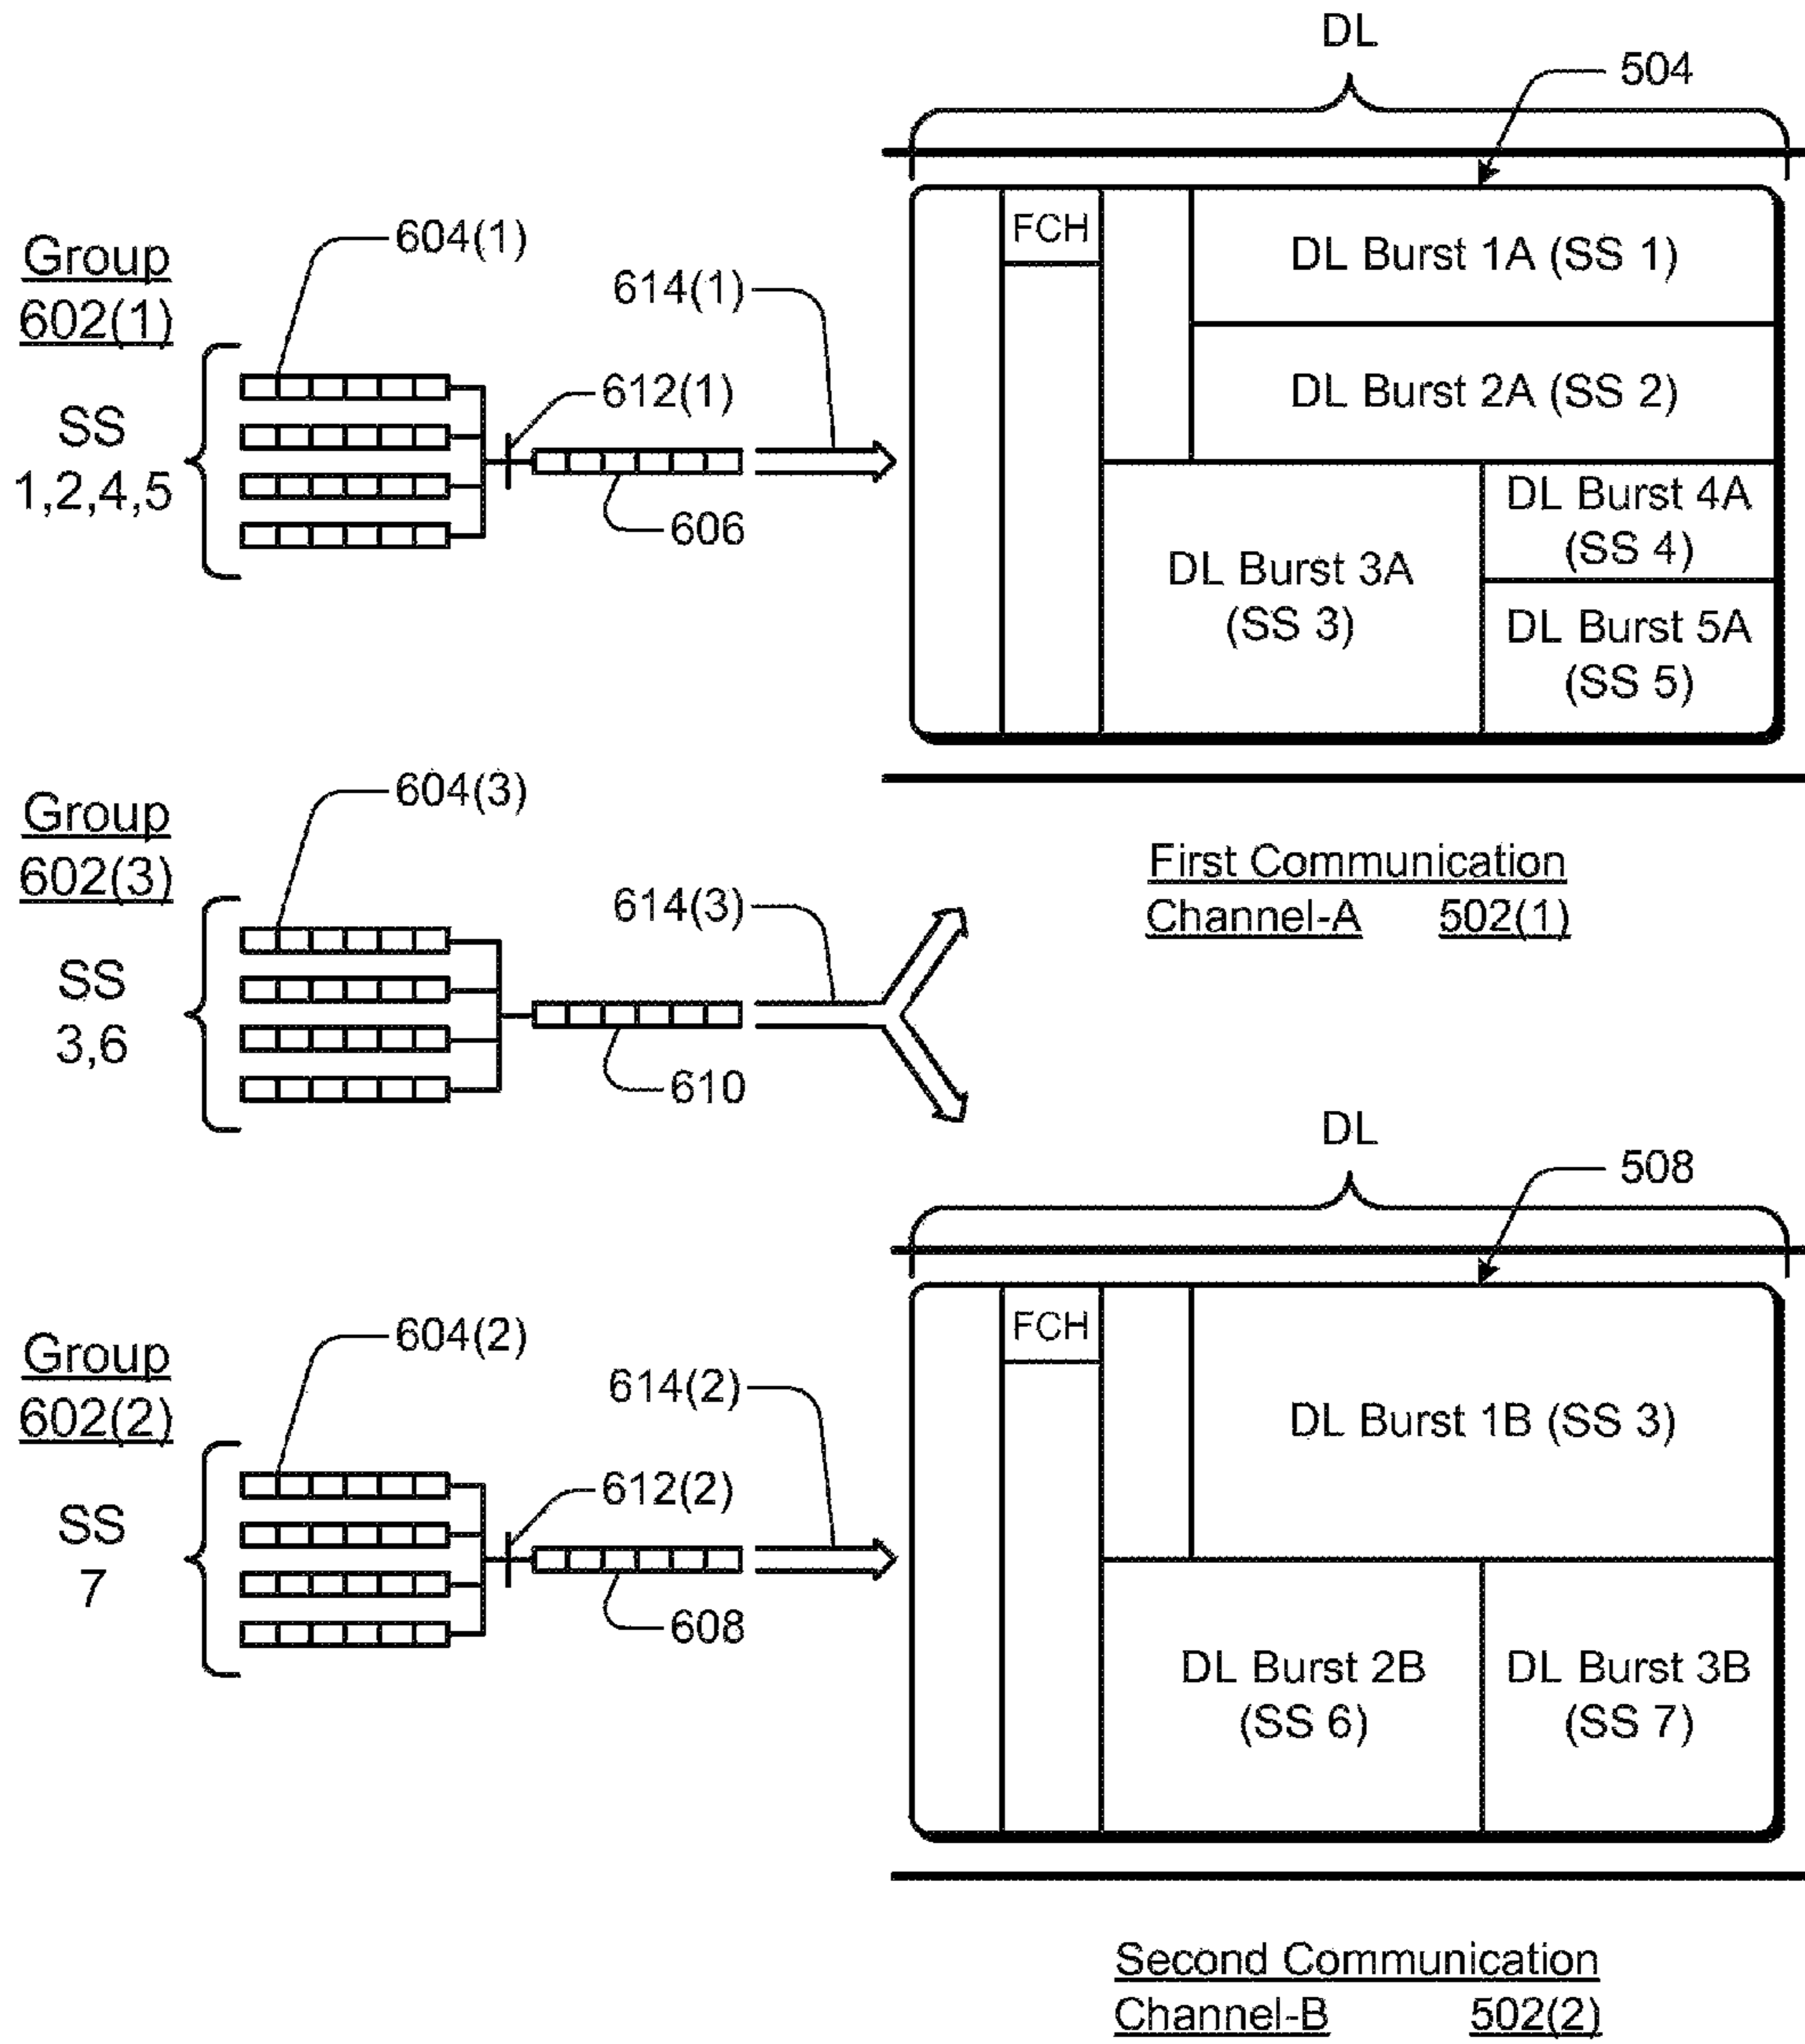 DL
504
FCH
DL Burst 1A (SS 1)
604(1)
Group
602(1)
614(1)
DL Burst 2A (SS 2)
612(1)
SS
1,2,4,5
606
DL Burst 3A
(SS 3)
DL Burst 4A
(SS 4)
DL Burst 5A
(SS 5)
604(3)
Group
602(3)
First Communication
Channel-A 502(1)
614(3)
SS
3,6
610
DL
508
FCH
604(2)
Group
602(2)
614(2)
DL Burst 1B (SS 3)
612(2)
SS
7
608
DL Burst 2B
(SS 6)
DL Burst 3B
(SS 7)
Second Communication
Channel-B 502(2)